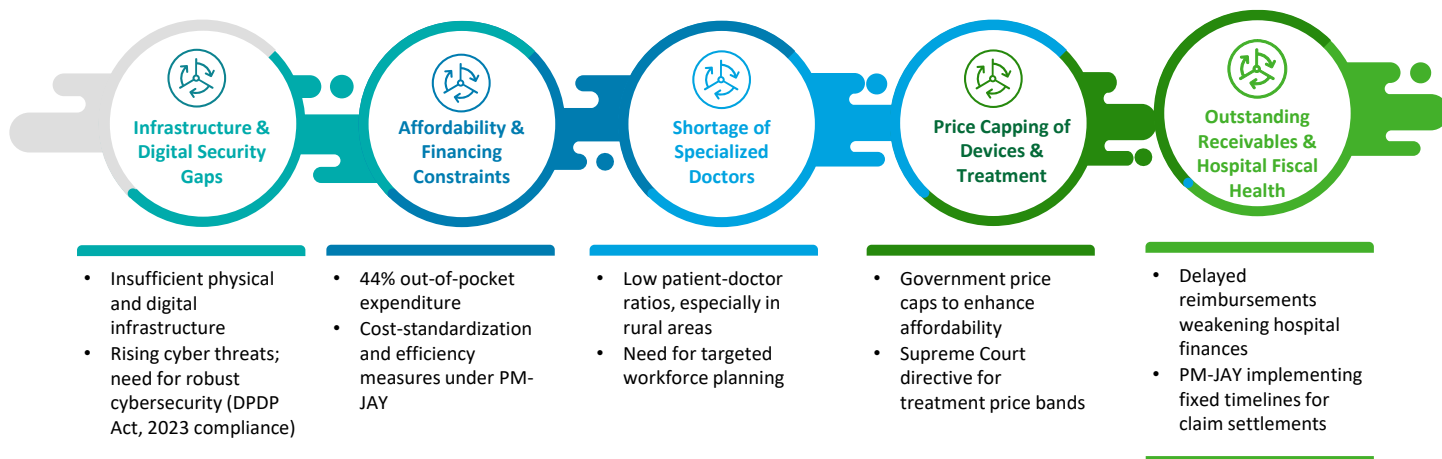 Infrastructure &
Digital Security
Gaps
Affordability &
Financing
Constraints
Shortage of
Specialized
Doctors
Price Capping of
Devices &
Treatment
Outstanding
Receivables &
Hospital Fiscal
Health
• Insufficient physical
and digital
infrastructure
• Rising cyber threats;
need for robust
cybersecurity (DPDP
Act, 2023 compliance)
• 44% out-of-pocket
expenditure
• Cost-standardization
and efficiency
measures under PM-
JAY
• Low patient-doctor
ratios, especially in
rural areas
• Need for targeted
workforce planning
• Government price
caps to enhance
affordability
• Supreme Court
directive for
treatment price bands
• Delayed
reimbursements
weakening hospital
finances
• PM-JAY implementing
fixed timelines for
claim settlements